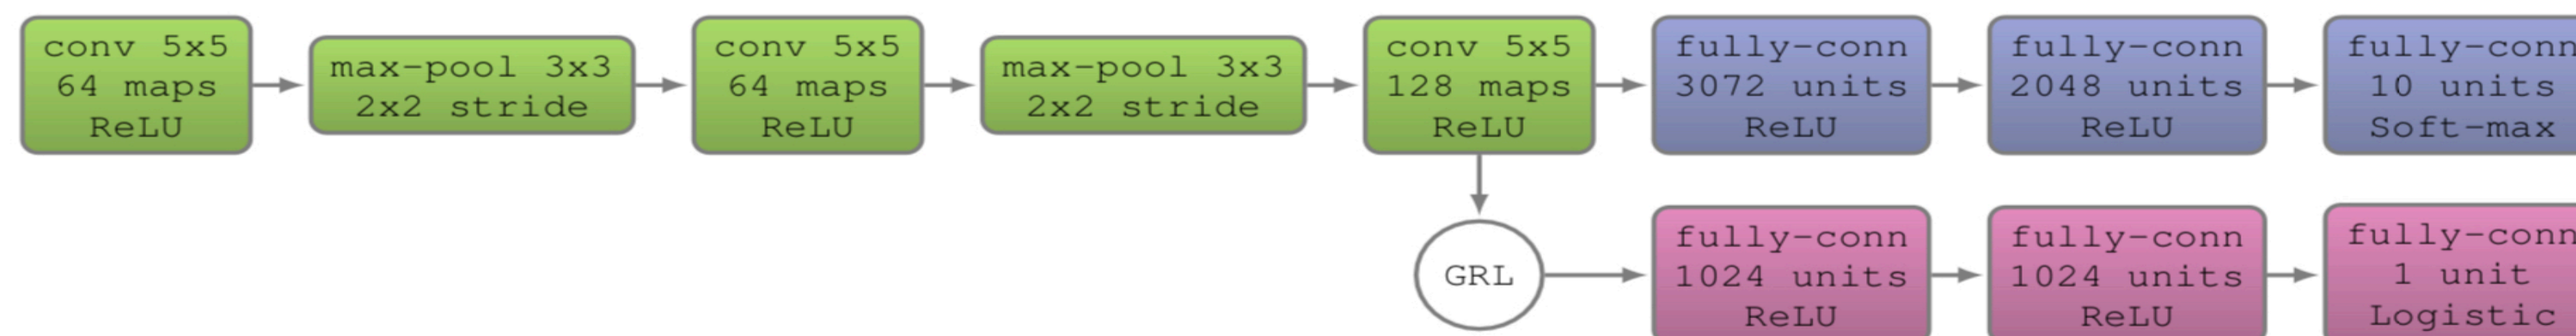 conv 5x5
64 maps
ReLU
max-pool 3x3
2x2 stride
conv 5x5
64 maps
ReLU
max-pool 3x3
2x2 stride
conv 5x5
128 maps
ReLU
fully-conn
3072 units
ReLU
fully-conn
2048 units
ReLU
fully-conn
10 units
Soft-max
GRL
fully-conn
1024 units
ReLU
fully-conn
1024 units
ReLU
fully-conn
1 unit
Logistic